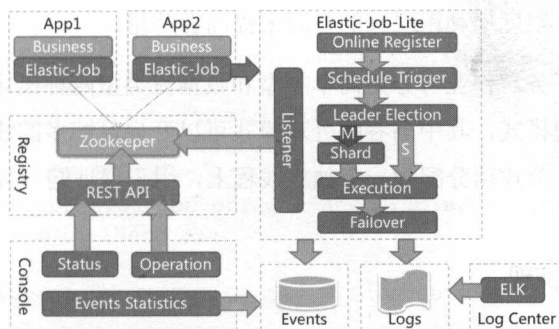 App1
App2
Business
Business
Elastic-Job
Elastic-Job
Elastic-Job-Lite
Online Register
Schedule Trigger
Leader Election
M
S
Shard
Execution
Failover
Listener
Registry
Zookeeper
REST API
Console
Status
Operation
Events Statistics
Events
Logs
ELK
Log Center